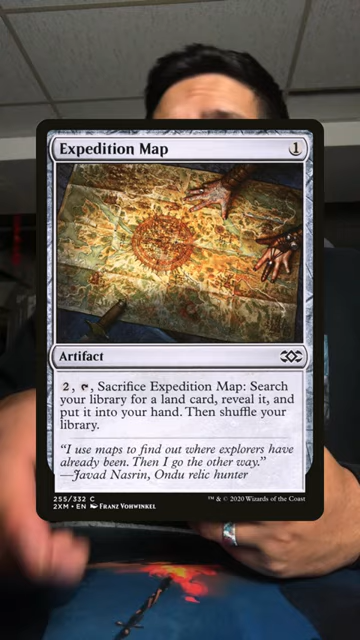 Expedition Map 1
Artifact
2, T, Sacrifice Expedition Map: Search
your library for a land card, reveal it, and
put it into your hand. Then shuffle your
library.
“I use maps to find out where explorers have
already been. Then I go the other way.”
—Javad Nasrin, Ondu relic hunter
255/332 C
2XM • EN Franz Vohwinkel
™ & © 2020 Wizards of the Coast